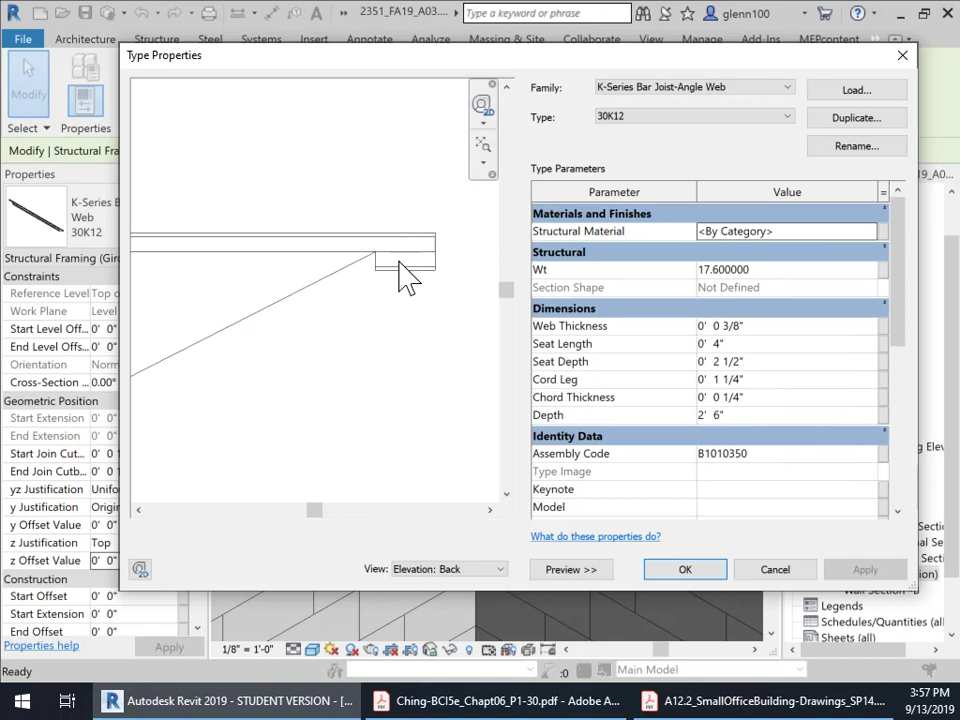 2351_FA19_A03....
Type a keyword or phrase
glenn100
File
Architecture
Structure
Steel
Systems
Insert
Annotate
Analyze
Massing & Site
Collaborate
View
Manage
Add-Ins
MEPcontent
Type Properties
Modify
Select
Properties
Modify | Structural Fra
Properties
K-Series B
Web
30K12
Structural Framing (Gir
Constraints
Reference Level Top o
Work Plane Level
Start Level Off... 0' 0"
End Level Offs... 0' 0"
Orientation Norm
Cross-Section ... 0.00°
Geometric Position
Start Extension 0' 0"
End Extension 0' 0"
Start Join Cutb... 0' 0
End Join Cutb... 0' 0
yz Justification Unifo
y Justification Origi
y Offset Value 0' 0"
z Justification Top
z Offset Value 0' 0"
Construction
Start Offset 0' 0"
Start Extension 0' 0"
End Offset 0' 0"
Properties help
Apply
2D
View: Elevation: Back
Preview >>
OK
Cancel
Apply
Family: K-Series Bar Joist-Angle Web
Load...
Type: 30K12
Duplicate...
Rename...
Type Parameters
Parameter Value =
Materials and Finishes
Structural Material <By Category>
Structural
Wt 17.600000
Section Shape Not Defined
Dimensions
Web Thickness 0' 0 3/8"
Seat Length 0' 4"
Seat Depth 0' 2 1/2"
Cord Leg 0' 1 1/4"
Chord Thickness 0' 0 1/4"
Depth 2' 6"
Identity Data
Assembly Code B1010350
Type Image
Keynote
Model
What do these properties do?
_A0...
ng Elev
Secti
al Se
Sectio
ion)
Legends
Schedules/Quantities (al
Sheets (all)
1/8" = 1'-0"
Ready
:0
Main Model
Autodesk Revit 2019 - STUDENT VERSION - [...
Ching-BCI5e_Chapt06_P1-30.pdf - Adobe A...
A12.2_SmallOfficeBuilding-Drawings_SP14....
3:57 PM
9/13/2019